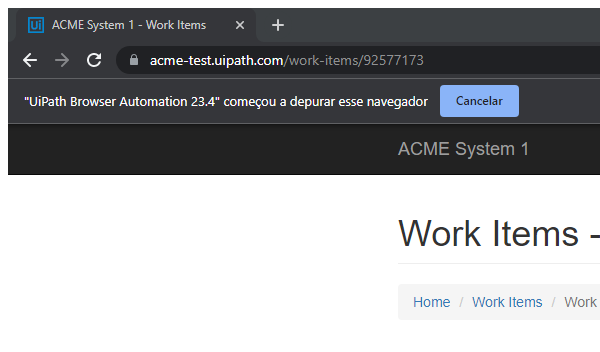 Ui ACME System 1 - Work Items
acme-test.uipath.com/work-items/92577173
"UiPath Browser Automation 23.4" começou a depurar esse navegador Cancelar
ACME System 1
Work Items -
Home / Work Items / Work